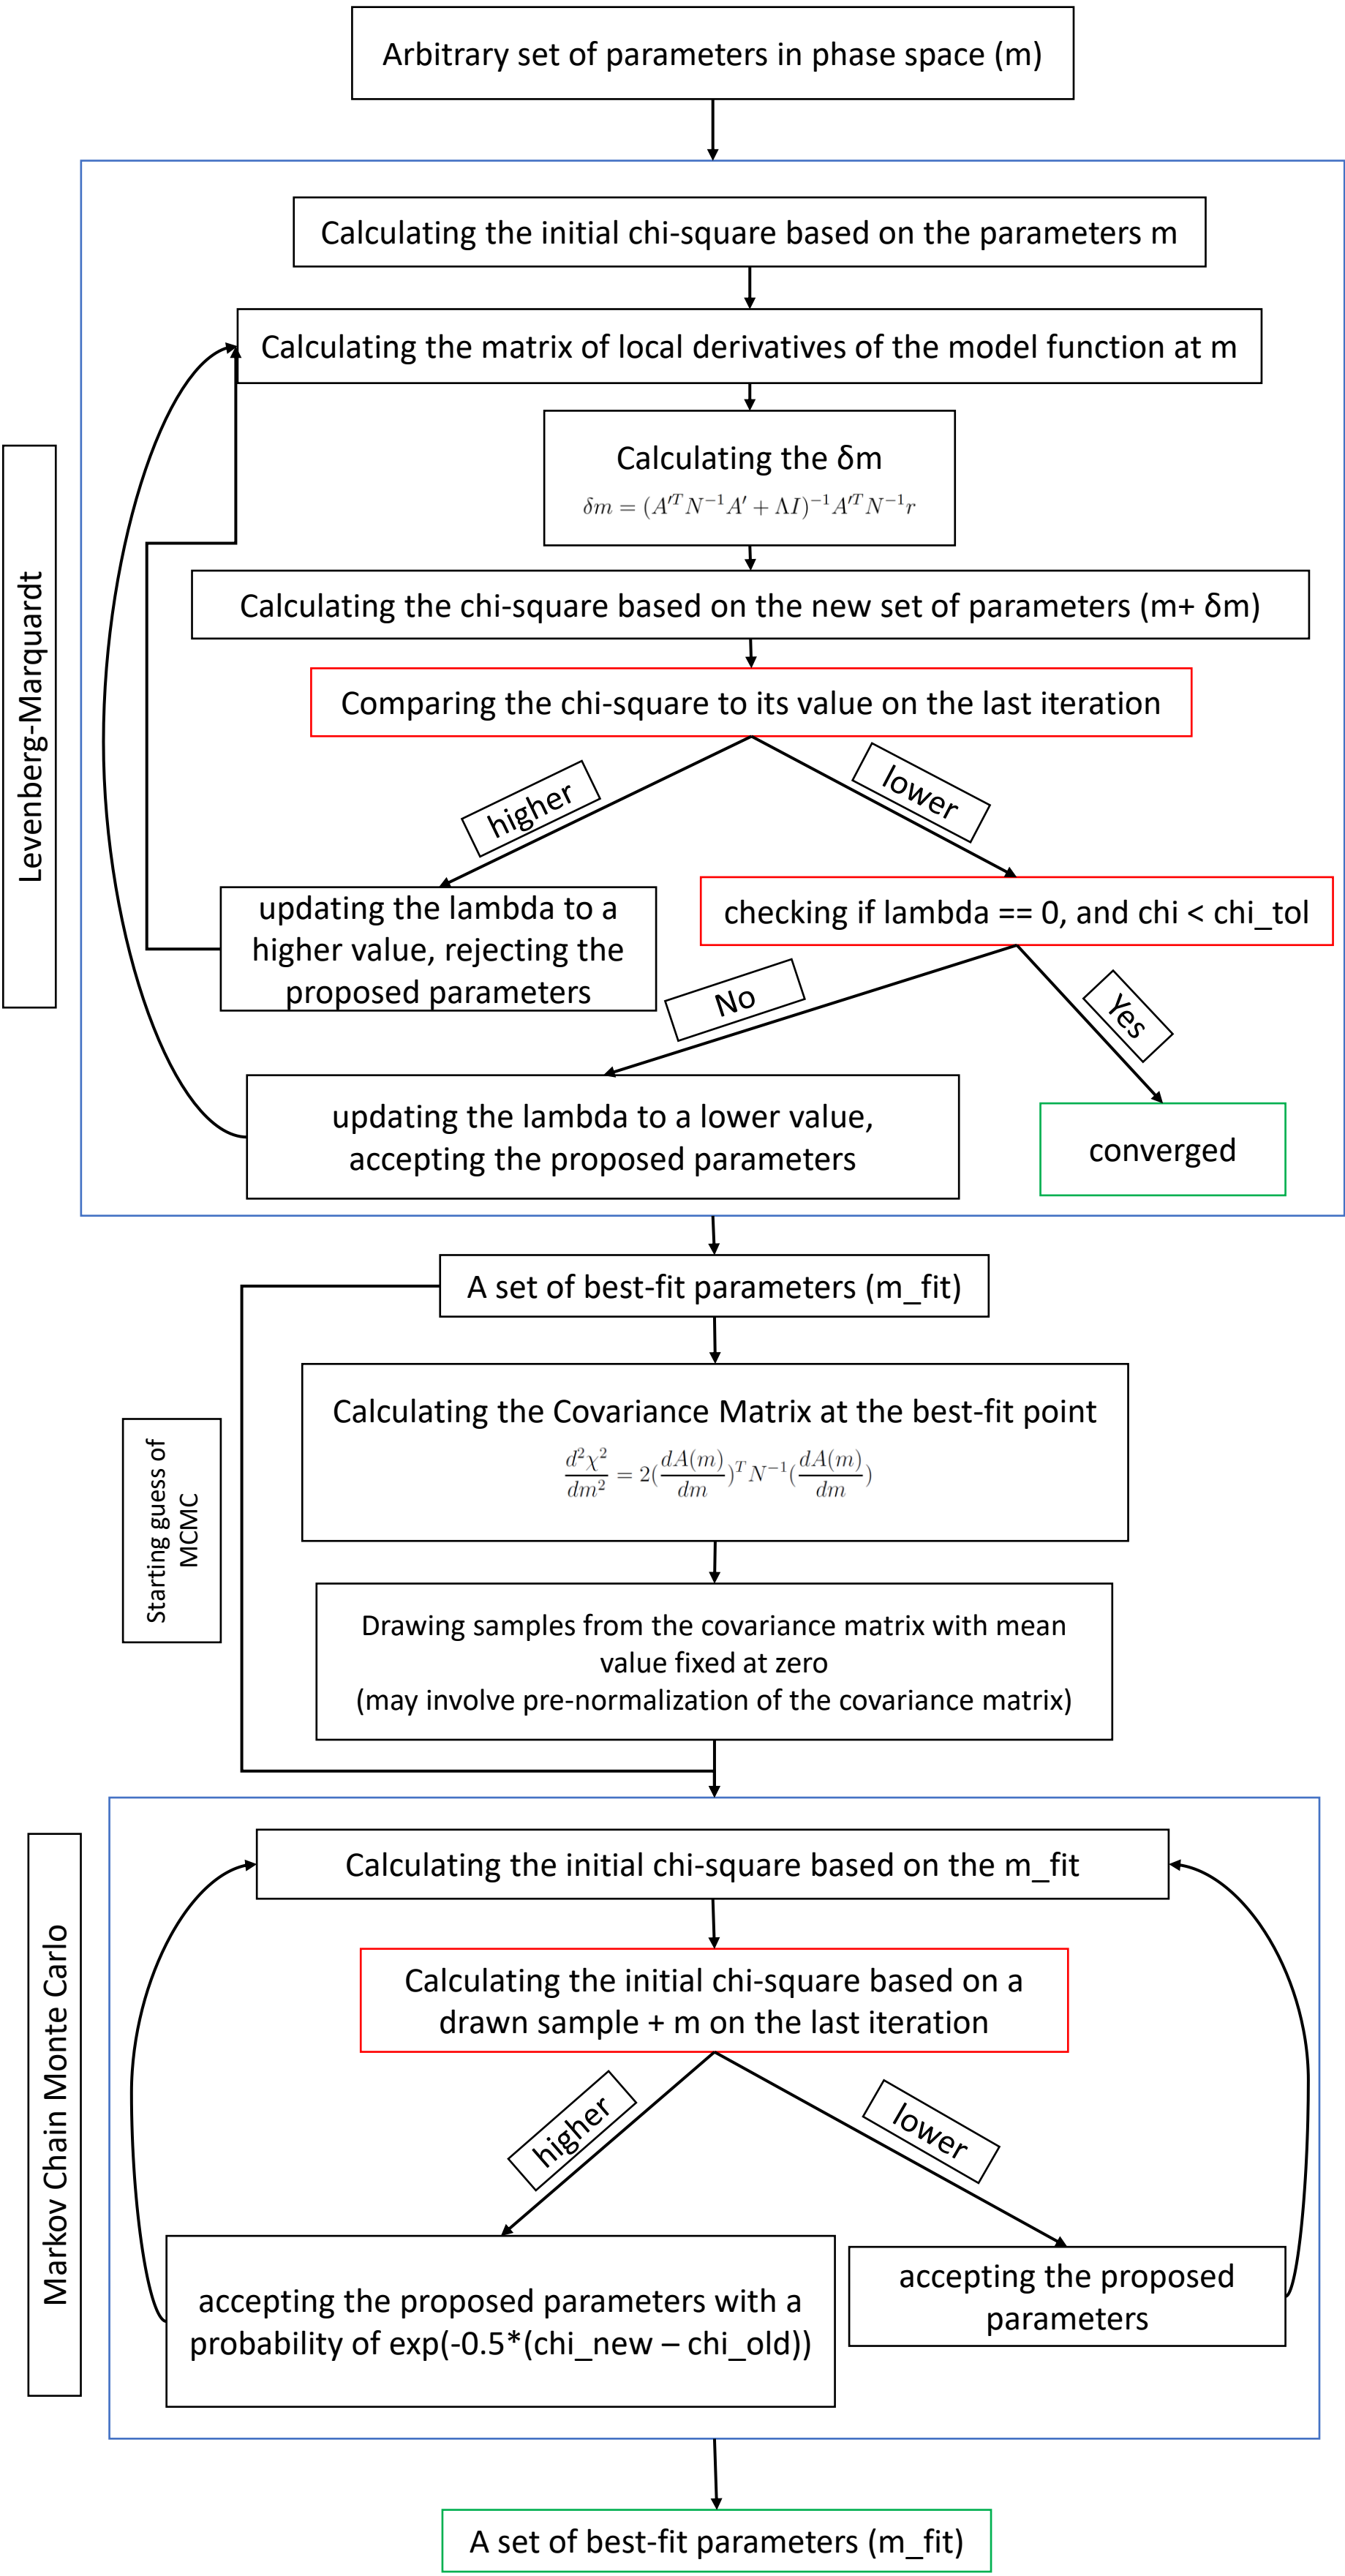 Arbitrary set of parameters in phase space (m)
Levenberg-Marquardt
Calculating the initial chi-square based on the parameters m
Calculating the matrix of local derivatives of the model function at m
Calculating the δm
δm = (A′ᵀN⁻¹A′ + ΛI)⁻¹A′ᵀN⁻¹r
Calculating the chi-square based on the new set of parameters (m+ δm)
Comparing the chi-square to its value on the last iteration
higher
lower
updating the lambda to a
higher value, rejecting the
proposed parameters
checking if lambda == 0, and chi < chi_tol
No
Yes
updating the lambda to a lower value,
accepting the proposed parameters
converged
A set of best-fit parameters (m_fit)
Starting guess of
MCMC
Calculating the Covariance Matrix at the best-fit point
d²χ²/dm² = 2(dA(m)/dm)ᵀN⁻¹(dA(m)/dm)
Drawing samples from the covariance matrix with mean
value fixed at zero
(may involve pre-normalization of the covariance matrix)
Markov Chain Monte Carlo
Calculating the initial chi-square based on the m_fit
Calculating the initial chi-square based on a
drawn sample + m on the last iteration
higher
lower
accepting the proposed parameters with a
probability of exp(-0.5*(chi_new – chi_old))
accepting the proposed
parameters
A set of best-fit parameters (m_fit)